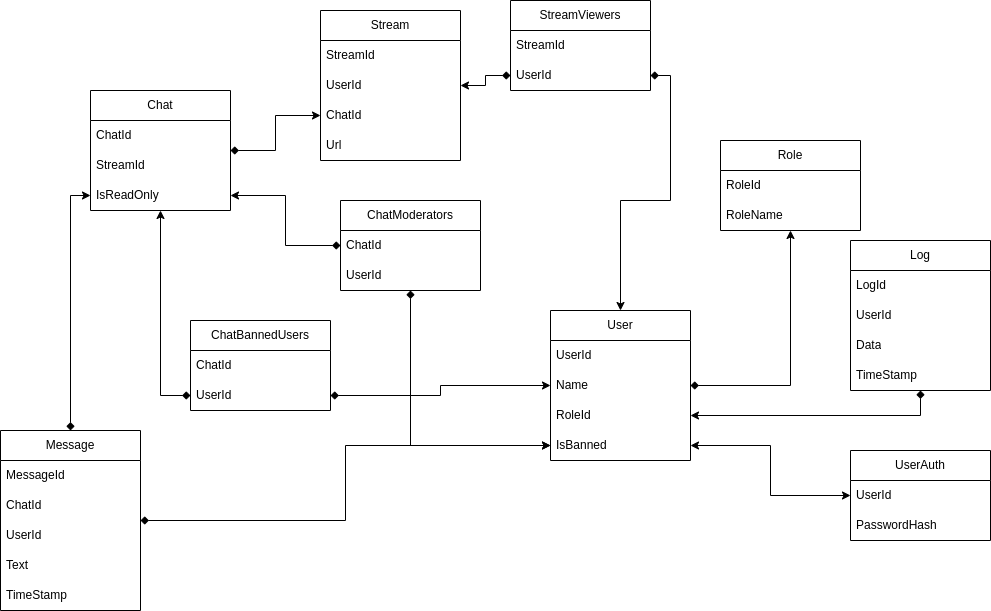 StreamViewers
StreamId
UserId
Stream
StreamId
UserId
ChatId
Url
Chat
ChatId
StreamId
IsReadOnly
Role
RoleId
RoleName
ChatModerators
ChatId
UserId
Log
LogId
UserId
Data
TimeStamp
User
UserId
Name
RoleId
IsBanned
ChatBannedUsers
ChatId
UserId
Message
MessageId
ChatId
UserId
Text
TimeStamp
UserAuth
UserId
PasswordHash